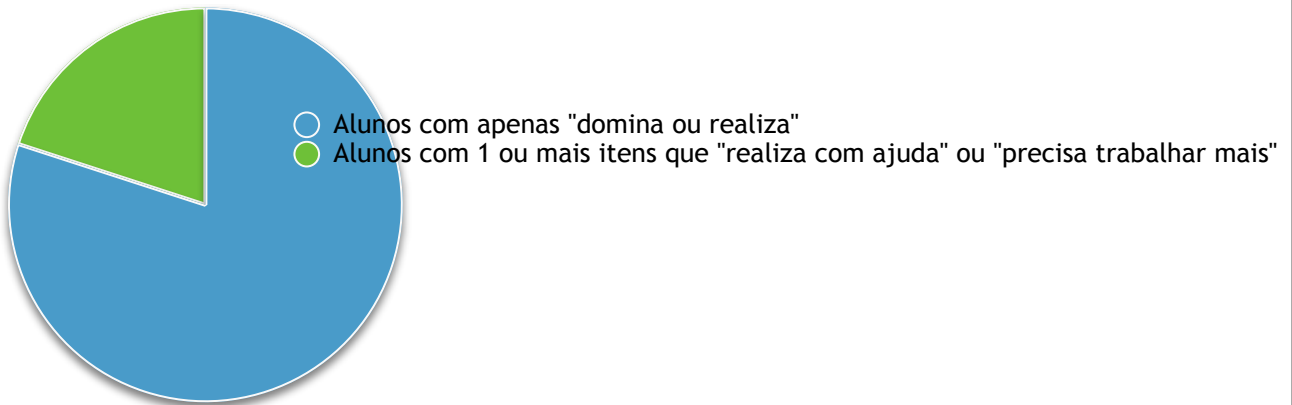 Alunos com apenas "domina ou realiza"
Alunos com 1 ou mais itens que "realiza com ajuda" ou "precisa trabalhar mais"